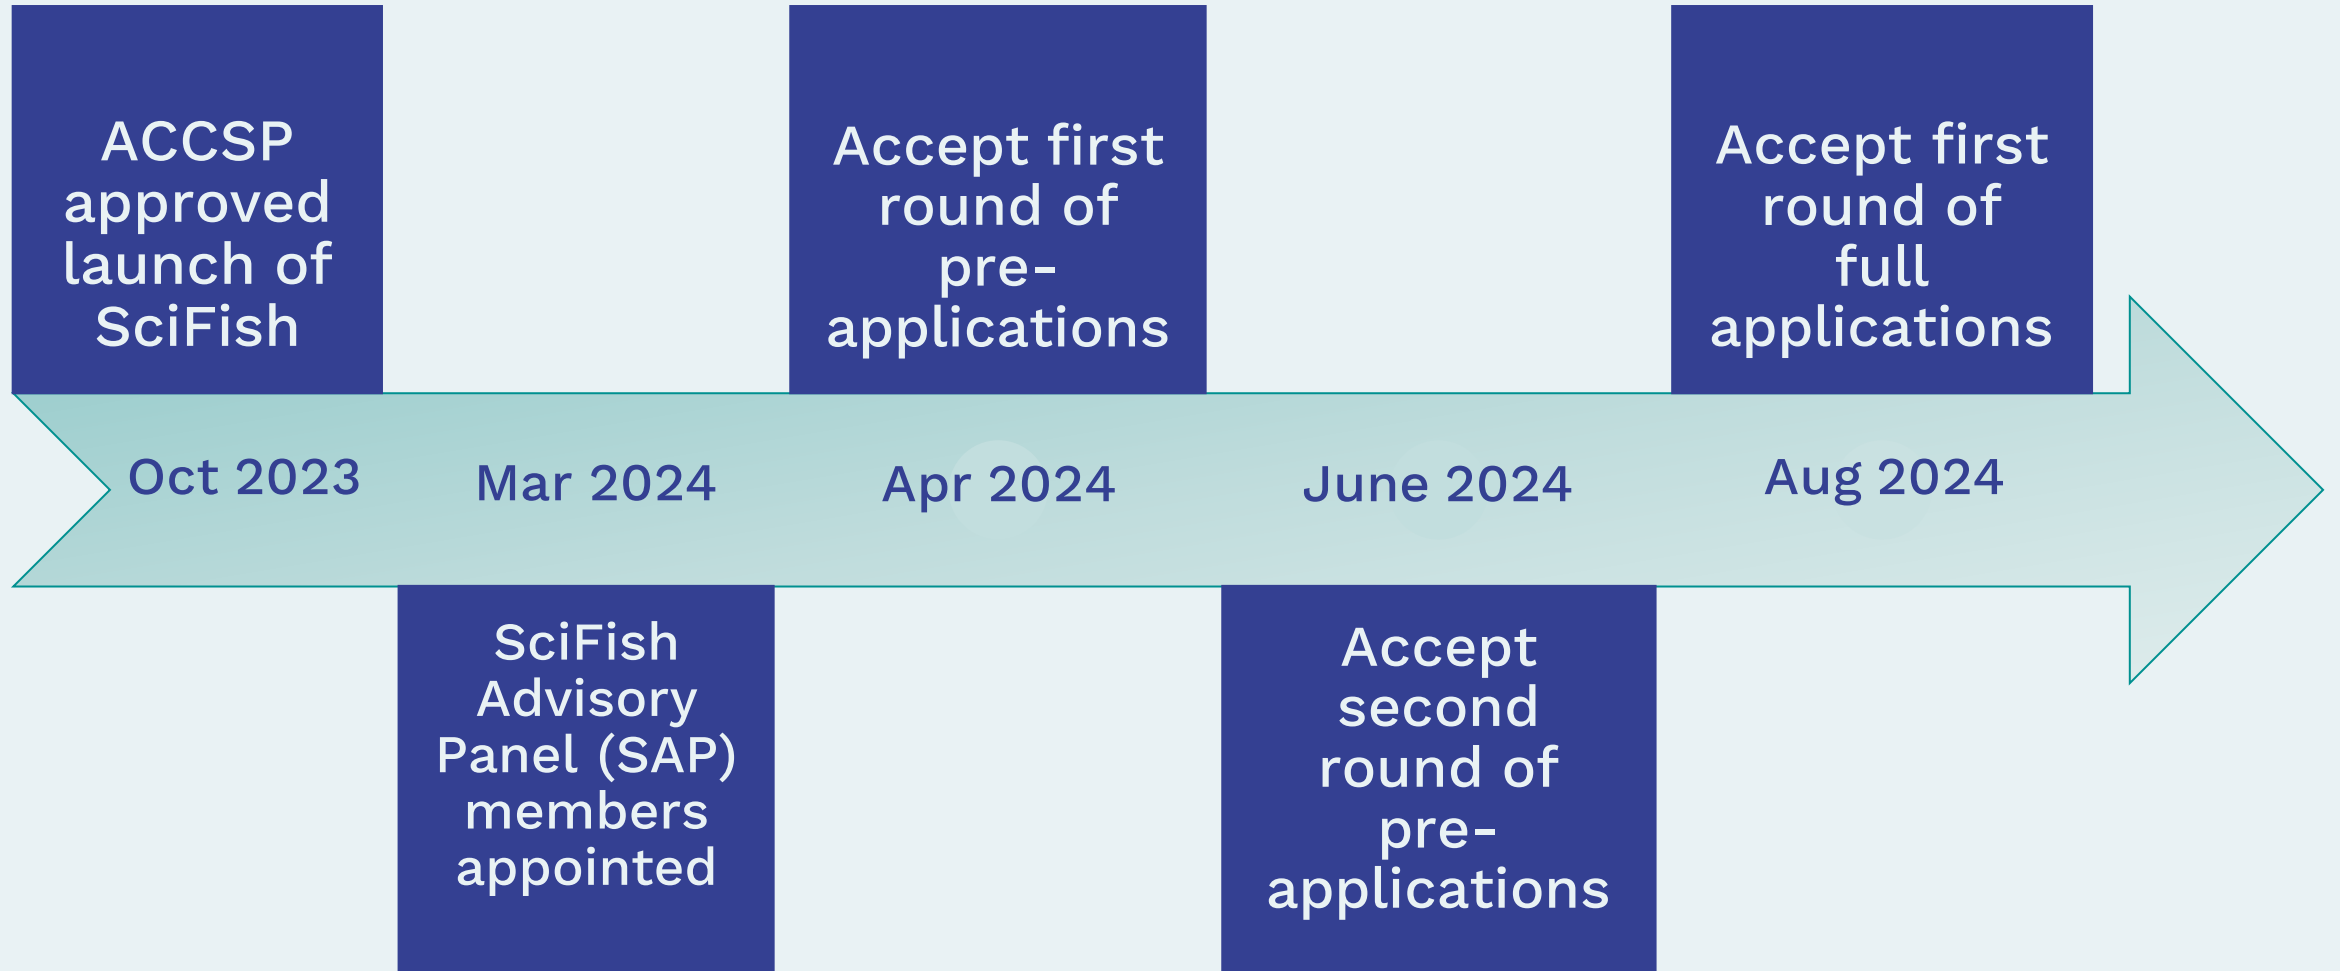 ACCSP
approved
launch of
SciFish
Accept first
round of
pre-
applications
Accept first
round of
full
applications
Oct 2023
Mar 2024
Apr 2024
June 2024
Aug 2024
SciFish
Advisory
Panel (SAP)
members
appointed
Accept
second
round of
pre-
applications